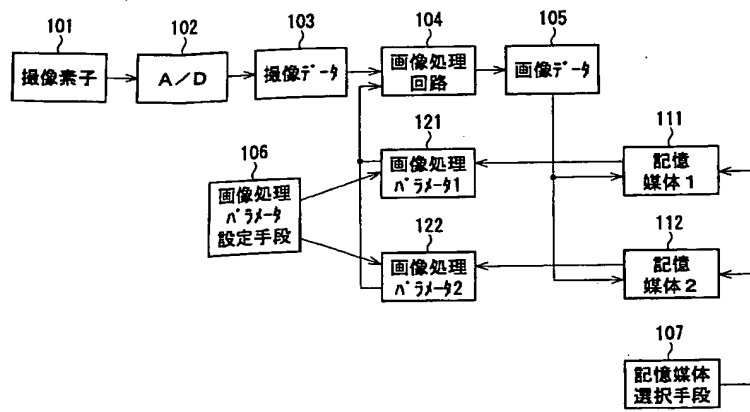 101
撮像素子
102
A/D
103
撮像データ
104
画像処理
回路
105
画像データ
106
画像処理
パラメータ
設定手段
121
画像処理
パラメータ1
122
画像処理
パラメータ2
111
記憶
媒体1
112
記憶
媒体2
107
記憶媒体
選択手段